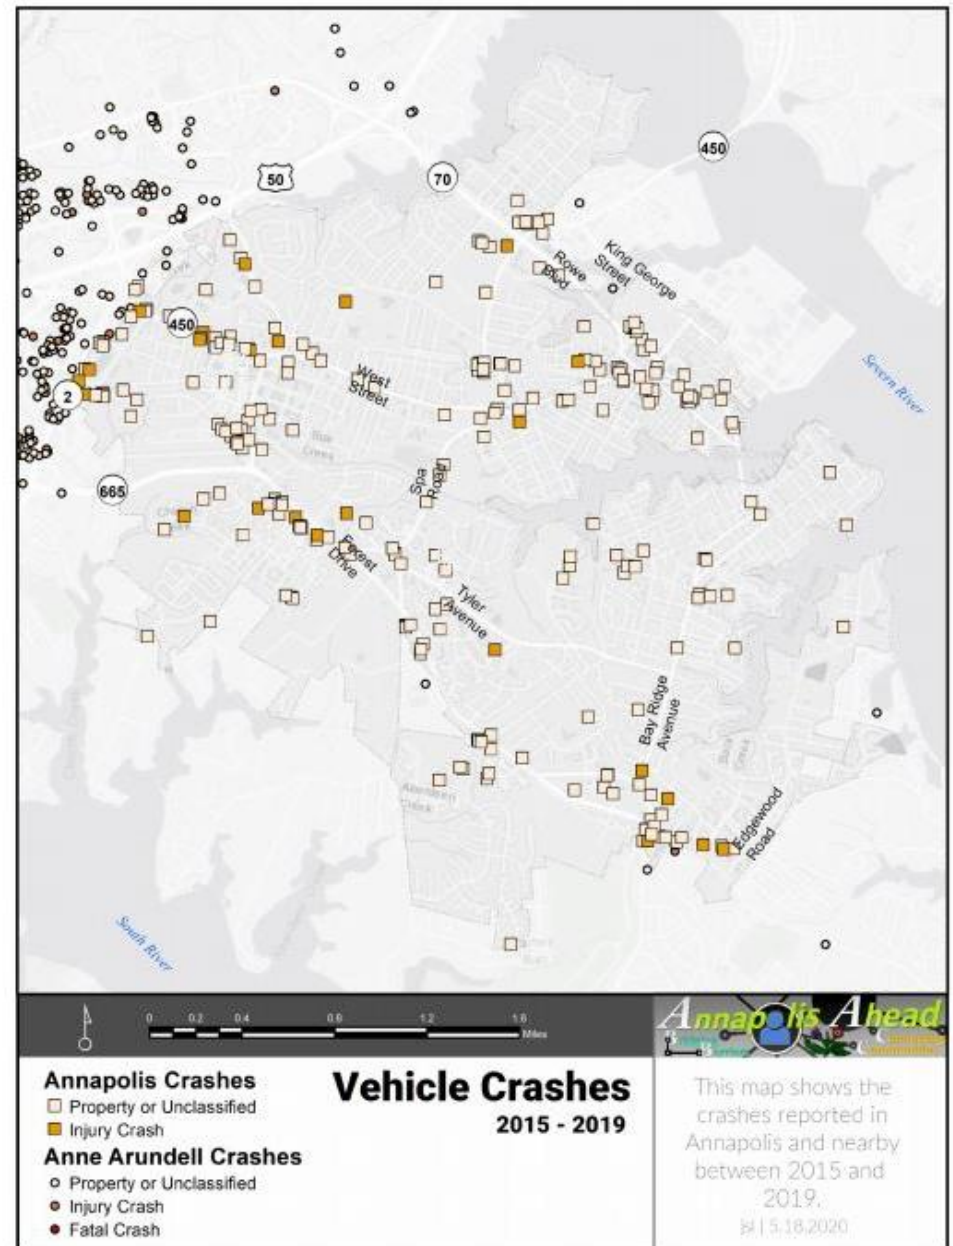 450
50
70
King George
Street
Rowe
Blvd
450
Severn River
West
Street
2
Spa
Road
665
Forest
Drive
Tyler
Avenue
Bay Ridge
Avenue
Aberdeen
Creek
Edgewood
Road
South River
0 0.2 0.4 0.8 1.2 1.6
Miles
Annapolis Ahead
Annapolis Crashes
Property or Unclassified
Injury Crash
Anne Arundell Crashes
Property or Unclassified
Injury Crash
Fatal Crash
Vehicle Crashes
2015 - 2019
This map shows the
crashes reported in
Annapolis and nearby
between 2015 and
2019.
| 5.18.2020